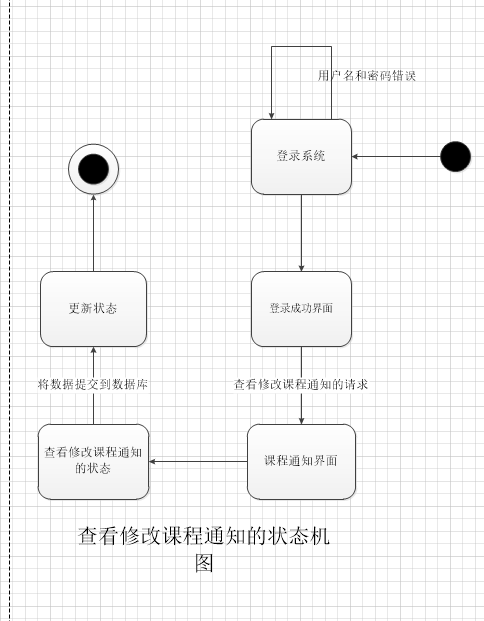 用户名和密码错误
登录系统
更新状态
登录成功界面
将数据提交到数据库
查看修改课程通知的请求
查看修改课程通知
的状态
课程通知界面
查看修改课程通知的状态机
图